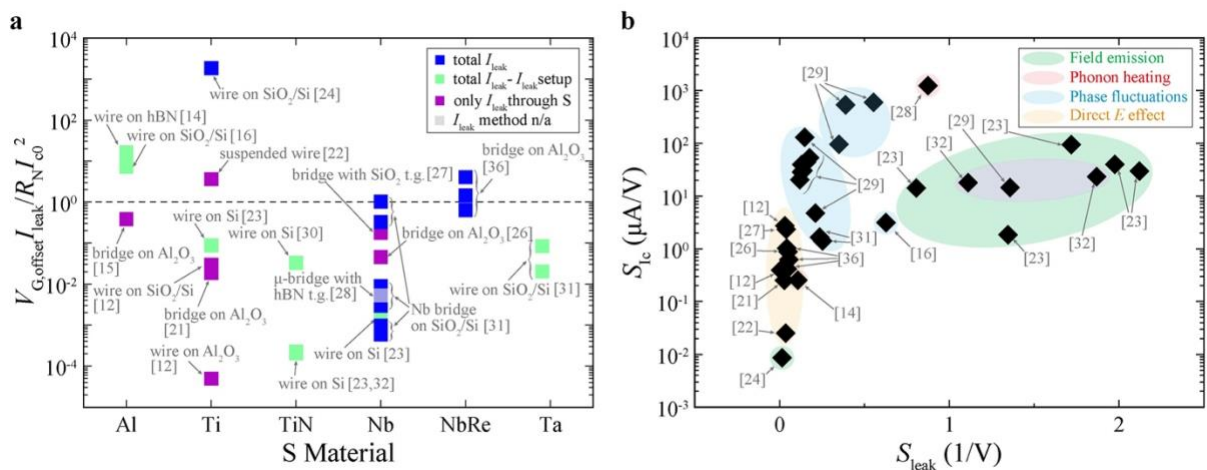 a
V_G,offset I_leak/R_N I_c0^2
10^4
10^2
10^0
10^-2
10^-4
total I_leak
total I_leak- I_leak setup
only I_leak through S
I_leak method n/a
wire on SiO2/Si [24]
wire on hBN [14]
wire on SiO2/Si [16]
suspended wire [22]
bridge with SiO2 t.g. [27]
bridge on Al2O3
[36]
wire on Si [23]
wire on Si [30]
bridge on Al2O3 [26]
bridge on Al2O3
[15]
wire on SiO2/Si
[12]
μ-bridge with
hBN t.g. [28]
wire on SiO2/Si
[31]
bridge on Al2O3
[21]
Nb bridge
on SiO2/Si [31]
wire on Al2O3
[12]
wire on Si [23]
wire on Si [23,32]
Al
Ti
TiN
Nb
NbRe
Ta
S Material
b
S_Ic (μA/V)
10^4
10^3
10^2
10^1
10^0
10^-1
10^-2
10^-3
Field emission
Phonon heating
Phase fluctuations
Direct E effect
[29]
[28]
[23]
[29]
[32]
[23]
[29]
[12]
[27]
[26]
[31]
[36]
[16]
[23]
[32]
[23]
[12]
[21]
[14]
[22]
[24]
0
1
2
S_leak (1/V)